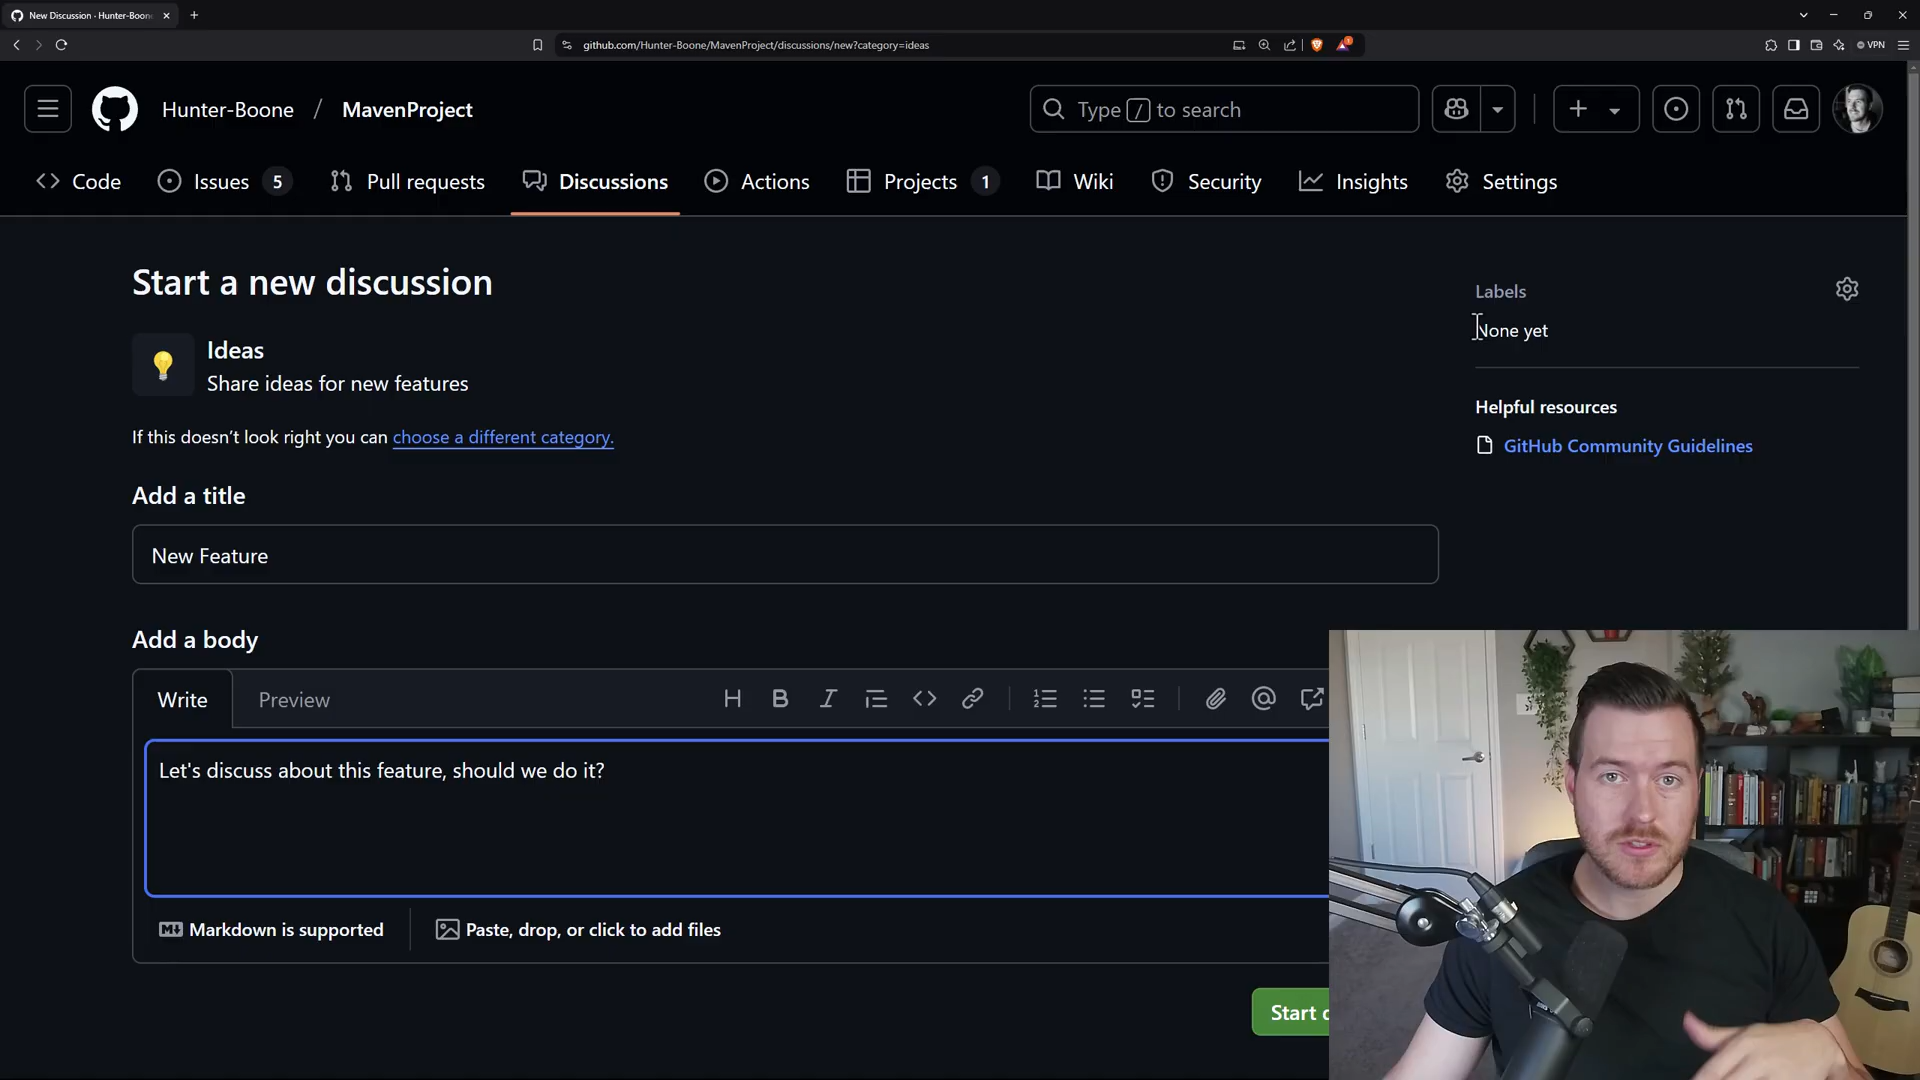 New Discussion · Hunter-Boon
github.com/Hunter-Boone/MavenProject/discussions/new?category=ideas
VPN
Hunter-Boone / MavenProject
Type / to search
Code
Issues 5
Pull requests
Discussions
Actions
Projects 1
Wiki
Security
Insights
Settings
Start a new discussion
Ideas
Share ideas for new features
If this doesn't look right you can choose a different category.
Add a title
New Feature
Add a body
Write
Preview
Let's discuss about this feature, should we do it?
Markdown is supported
Paste, drop, or click to add files
Start
Labels
None yet
Helpful resources
GitHub Community Guidelines